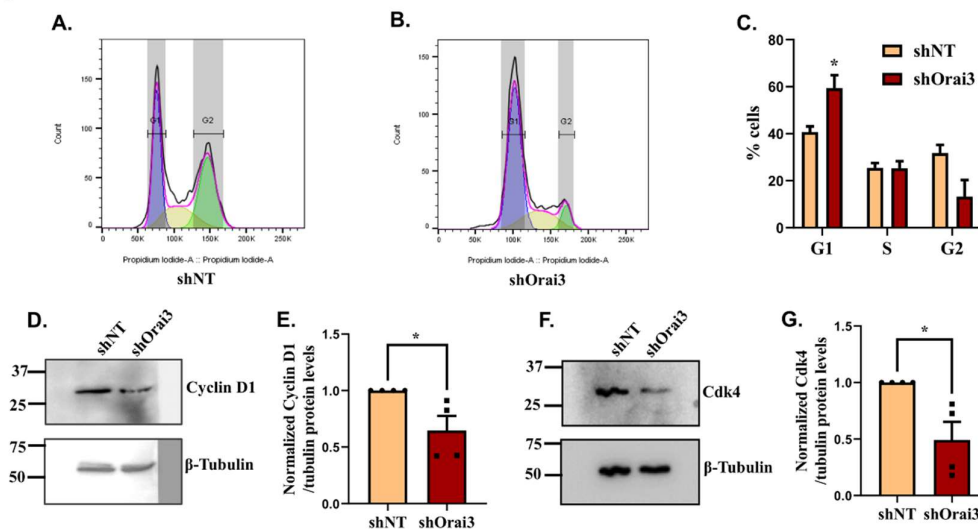 A.
150
100
50
0
Count
G1
G2
0
50K
100K
150K
200K
250K
Propidium Iodide-A :: Propidium Iodide-A
shNT
B.
150
100
50
0
Count
G1
G2
0
50K
100K
150K
200K
250K
Propidium Iodide-A :: Propidium Iodide-A
shOrai3
C.
80
60
40
20
0
% cells
shNT
shOrai3
*
G1
S
G2
D.
shNT
shOrai3
37
25
Cyclin D1
75
50
β-Tubulin
E.
Normalized Cyclin D1
/tubulin protein levels
1.5
1.0
0.5
0.0
*
shNT
shOrai3
F.
shNT
shOrai3
37
25
Cdk4
75
50
β-Tubulin
G.
Normalized Cdk4
/tubulin protein levels
1.5
1.0
0.5
0.0
*
shNT
shOrai3